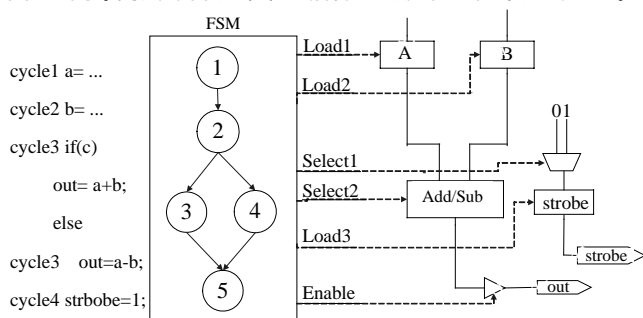 FSM
cycle1 a= ...
cycle2 b= ...
cycle3 if(c)
out= a+b;
else
cycle3 out=a-b;
cycle4 strbobe=1;
1
2
3
4
5
Load1
Load2
Select1
Select2
Load3
Enable
A
B
01
Add/Sub
strobe
strobe
out